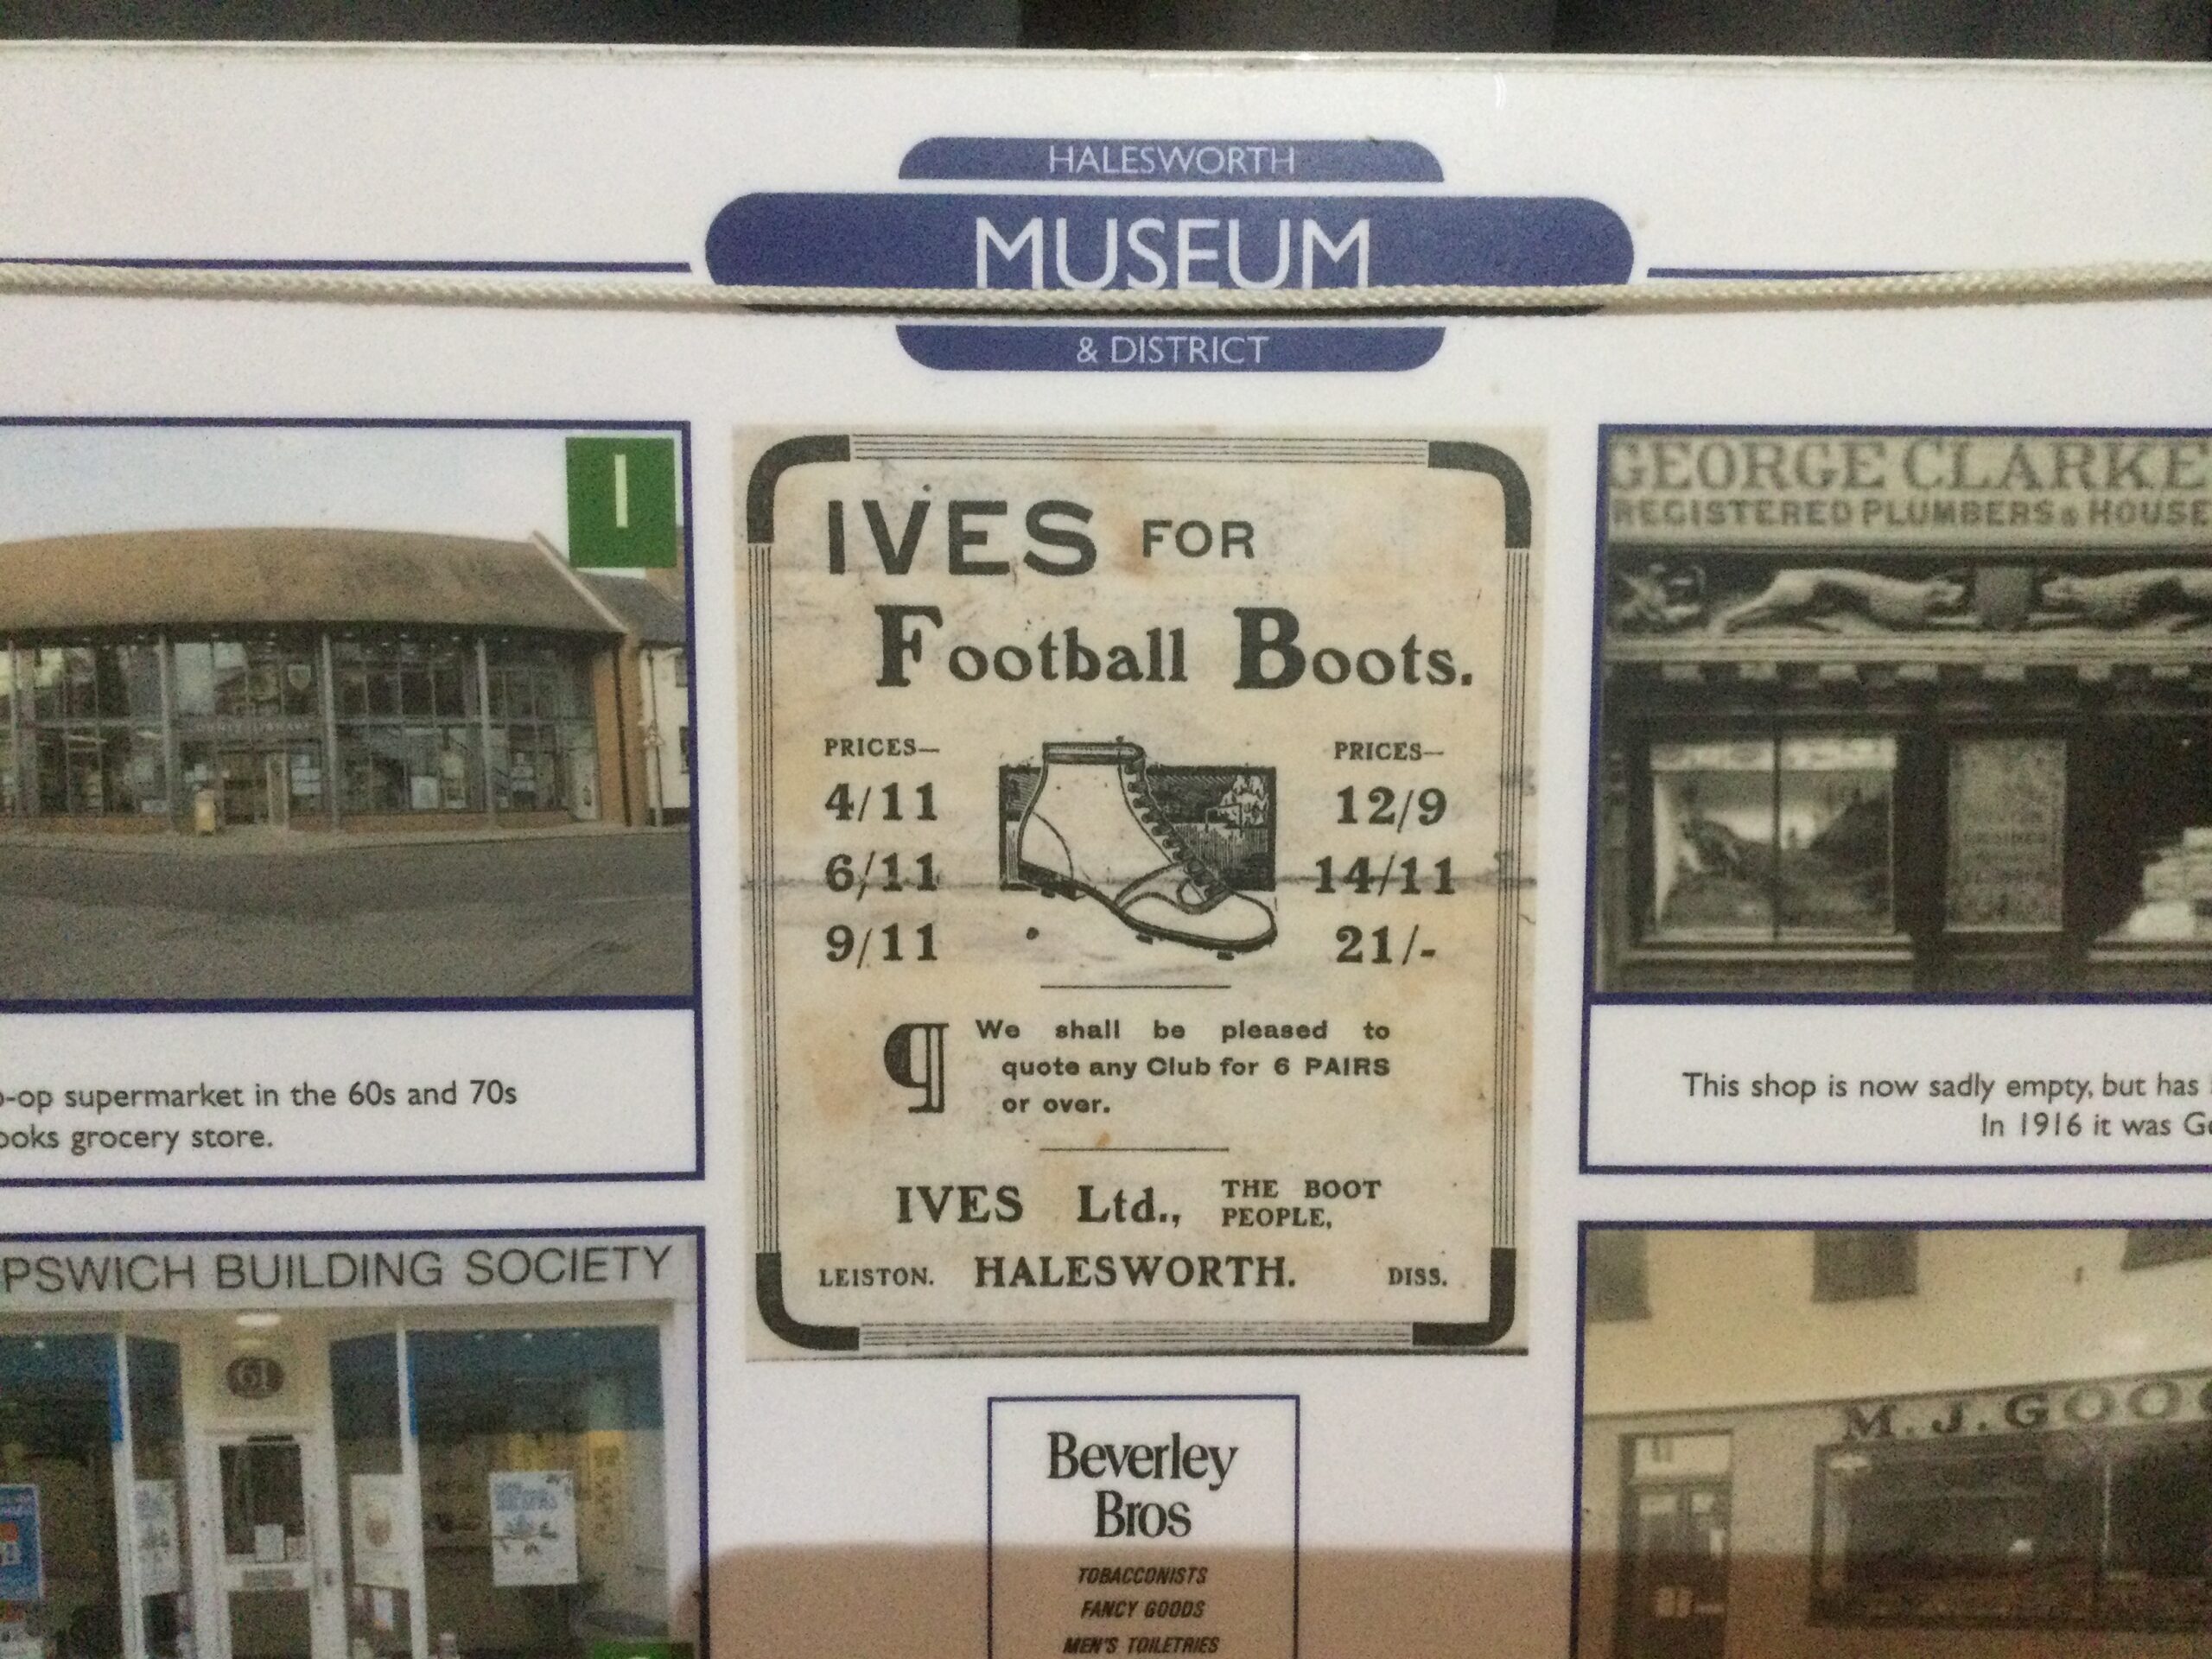 HALESWORTH
MUSEUM
& DISTRICT
1
IVES FOR
Football Boots.
PRICES—
4/11
6/11
9/11
PRICES—
12/9
14/11
21/-
¶ We shall be pleased to
quote any Club for 6 PAIRS
or over.
IVES Ltd., THE BOOT
PEOPLE,
LEISTON. HALESWORTH. DISS.
GEORGE CLARKE
REGISTERED PLUMBERS & HOUSE
-op supermarket in the 60s and 70s
ooks grocery store.
This shop is now sadly empty, but has
In 1916 it was Ge
PSWICH BUILDING SOCIETY
61
Beverley
Bros
TOBACCONISTS
FANCY GOODS
MEN'S TOILETRIES
M.J.GOO